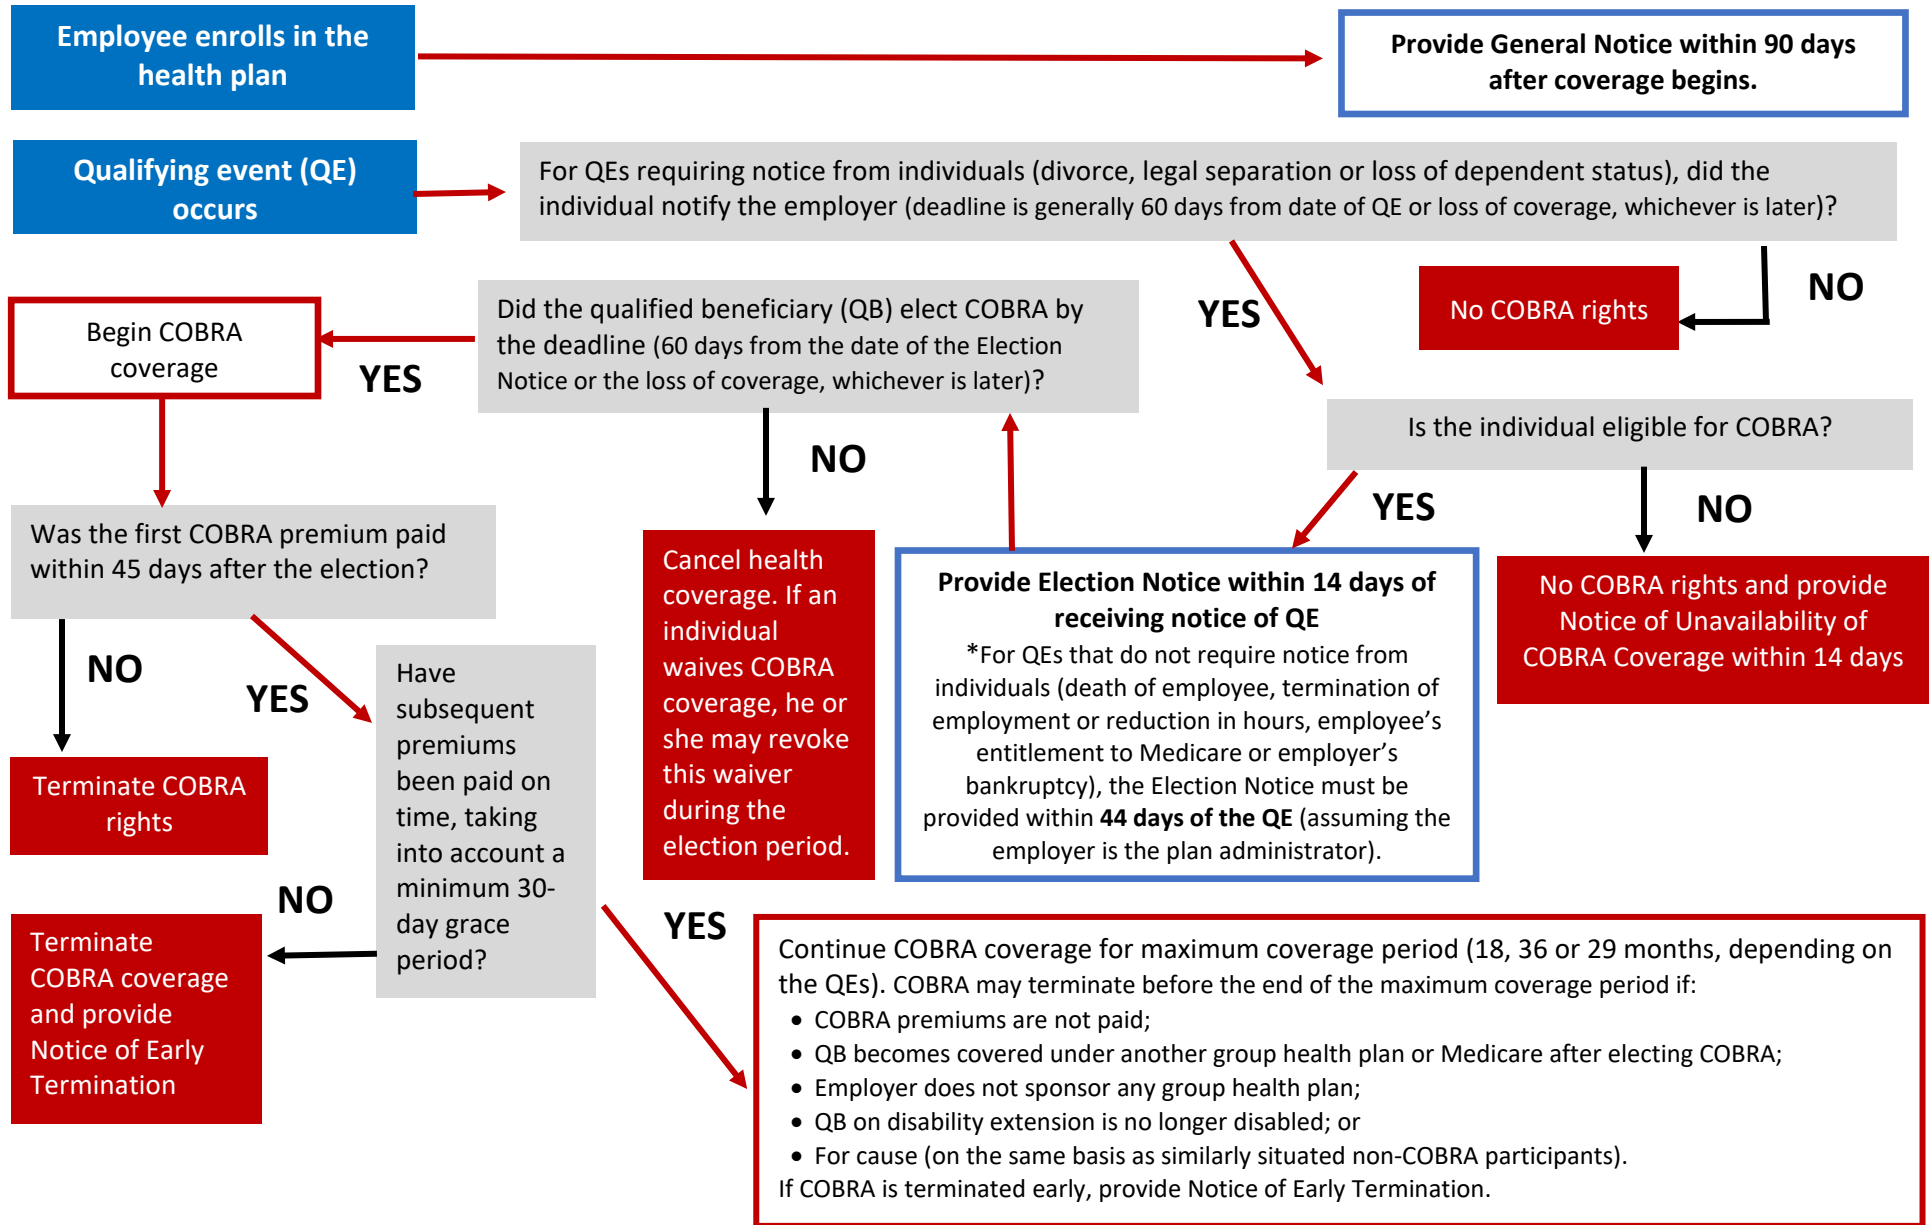 Employee enrolls in the
health plan
Provide General Notice within 90 days
after coverage begins.
Qualifying event (QE)
occurs
For QEs requiring notice from individuals (divorce, legal separation or loss of dependent status), did the
individual notify the employer (deadline is generally 60 days from date of QE or loss of coverage, whichever is later)?
YES
No COBRA rights
NO
Is the individual eligible for COBRA?
YES
NO
No COBRA rights and provide
Notice of Unavailability of
COBRA Coverage within 14 days
Provide Election Notice within 14 days of
receiving notice of QE
*For QEs that do not require notice from
individuals (death of employee, termination of
employment or reduction in hours, employee’s
entitlement to Medicare or employer’s
bankruptcy), the Election Notice must be
provided within 44 days of the QE (assuming the
employer is the plan administrator).
Did the qualified beneficiary (QB) elect COBRA by
the deadline (60 days from the date of the Election
Notice or the loss of coverage, whichever is later)?
YES
NO
Cancel health
coverage. If an
individual
waives COBRA
coverage, he or
she may revoke
this waiver
during the
election period.
Begin COBRA
coverage
Was the first COBRA premium paid
within 45 days after the election?
NO
YES
Terminate COBRA
rights
Have
subsequent
premiums
been paid on
time, taking
into account a
minimum 30-
day grace
period?
NO
YES
Terminate
COBRA coverage
and provide
Notice of Early
Termination
Continue COBRA coverage for maximum coverage period (18, 36 or 29 months, depending on
the QEs). COBRA may terminate before the end of the maximum coverage period if:
• COBRA premiums are not paid;
• QB becomes covered under another group health plan or Medicare after electing COBRA;
• Employer does not sponsor any group health plan;
• QB on disability extension is no longer disabled; or
• For cause (on the same basis as similarly situated non-COBRA participants).
If COBRA is terminated early, provide Notice of Early Termination.